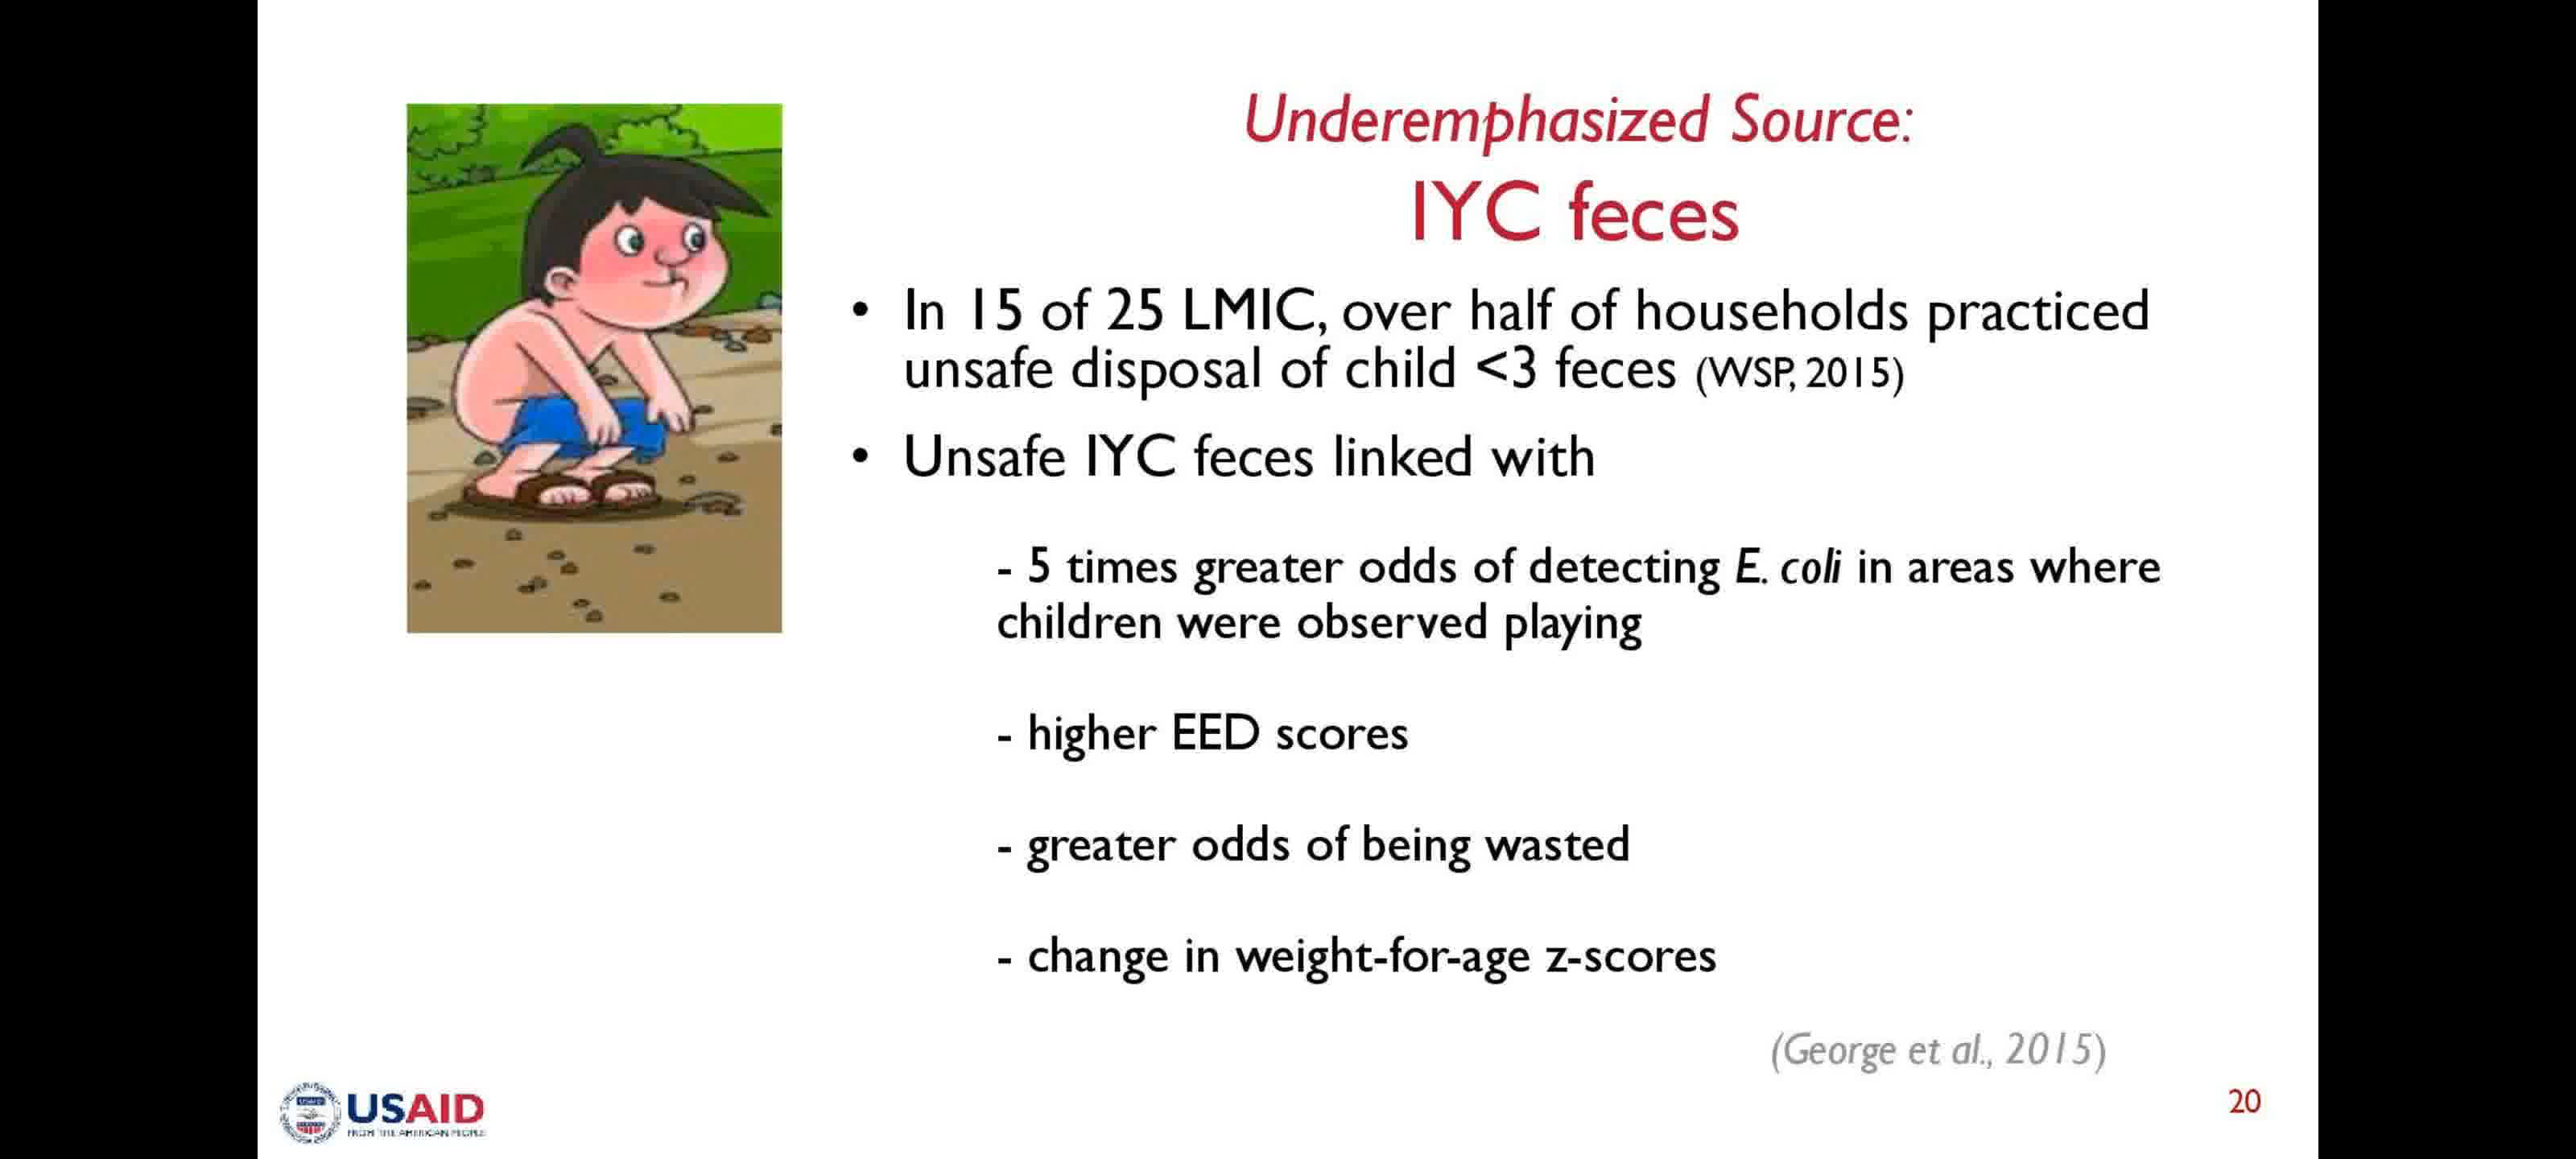 Underemphasized Source:
IYC feces
• In 15 of 25 LMIC, over half of households practiced
unsafe disposal of child <3 feces (WSP, 2015)
• Unsafe IYC feces linked with
- 5 times greater odds of detecting E. coli in areas where
children were observed playing
- higher EED scores
- greater odds of being wasted
- change in weight-for-age z-scores
(George et al., 2015)
USAID
FROM THE AMERICAN PEOPLE
20